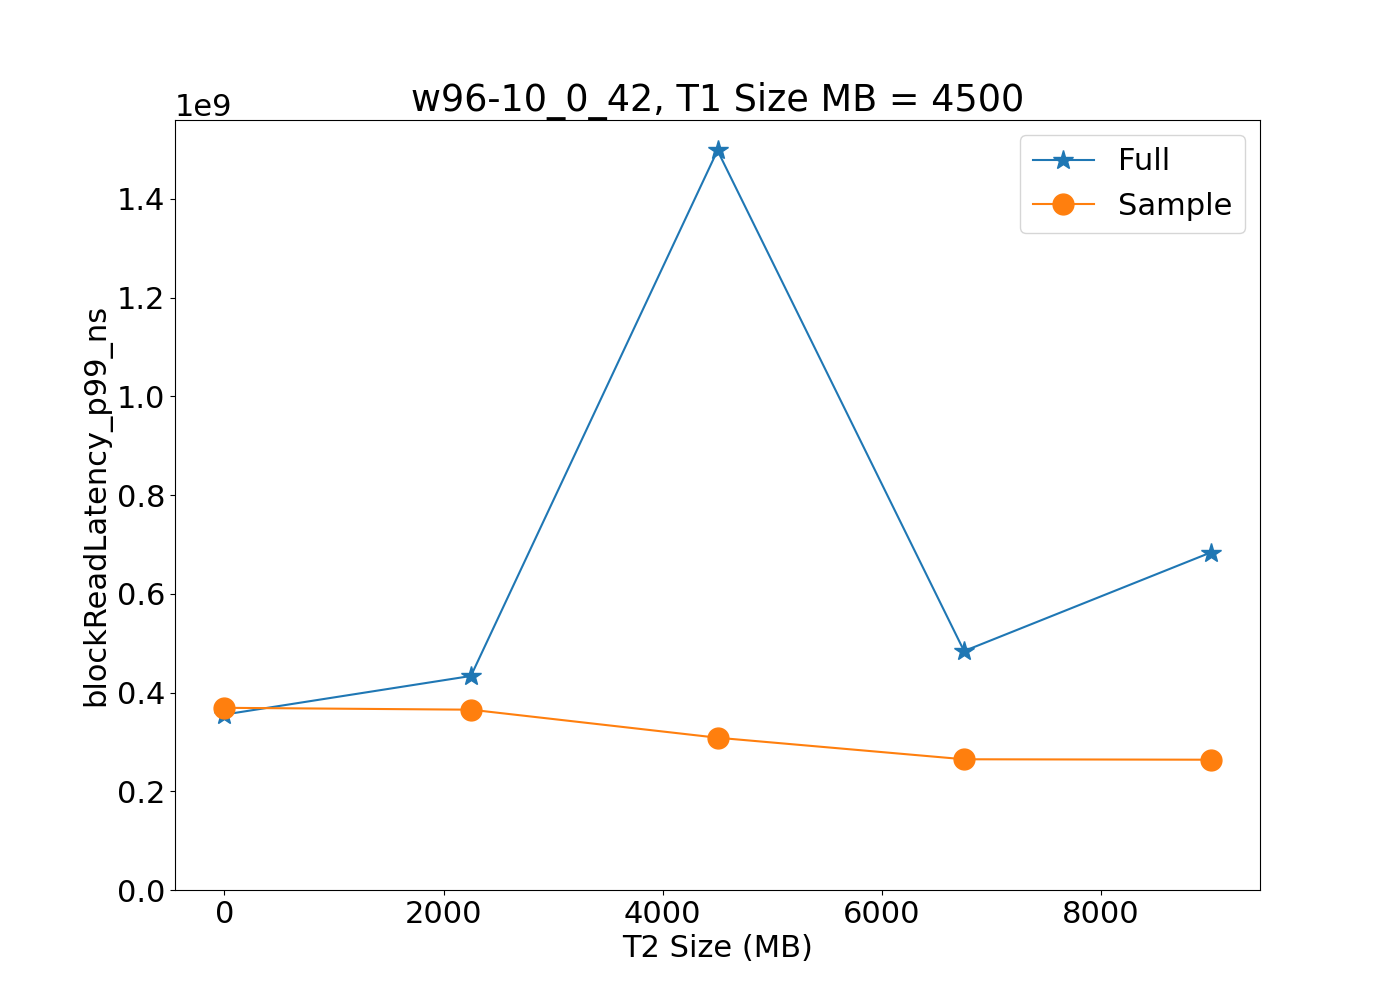 w96-10_0_42, T1 Size MB = 4500
1e9
Full
Sample
1.4
1.2
1.0
0.8
0.6
0.4
0.2
0.0
blockReadLatency_p99_ns
0 2000 4000 6000 8000
T2 Size (MB)